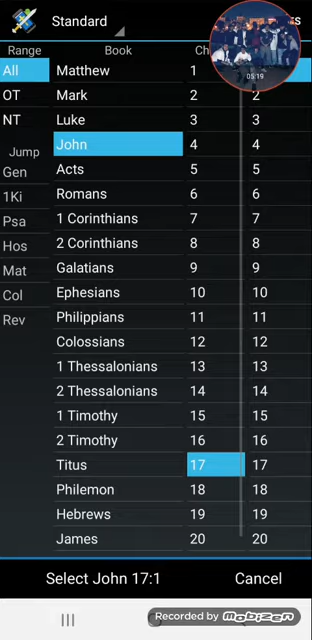 Standard
Range Book Ch
All Matthew 1
OT Mark 2 2
NT Luke 3 3
Jump John 4 4
Gen Acts 5 5
1Ki Romans 6 6
Psa 1 Corinthians 7 7
Hos 2 Corinthians 8 8
Mat Galatians 9 9
Col Ephesians 10 10
Rev Philippians 11 11
Colossians 12 12
1 Thessalonians 13 13
2 Thessalonians 14 14
1 Timothy 15 15
2 Timothy 16 16
Titus 17 17
Philemon 18 18
Hebrews 19 19
James 20 20
05:19
Select John 17:1 Cancel
Recorded by MOBIZEN